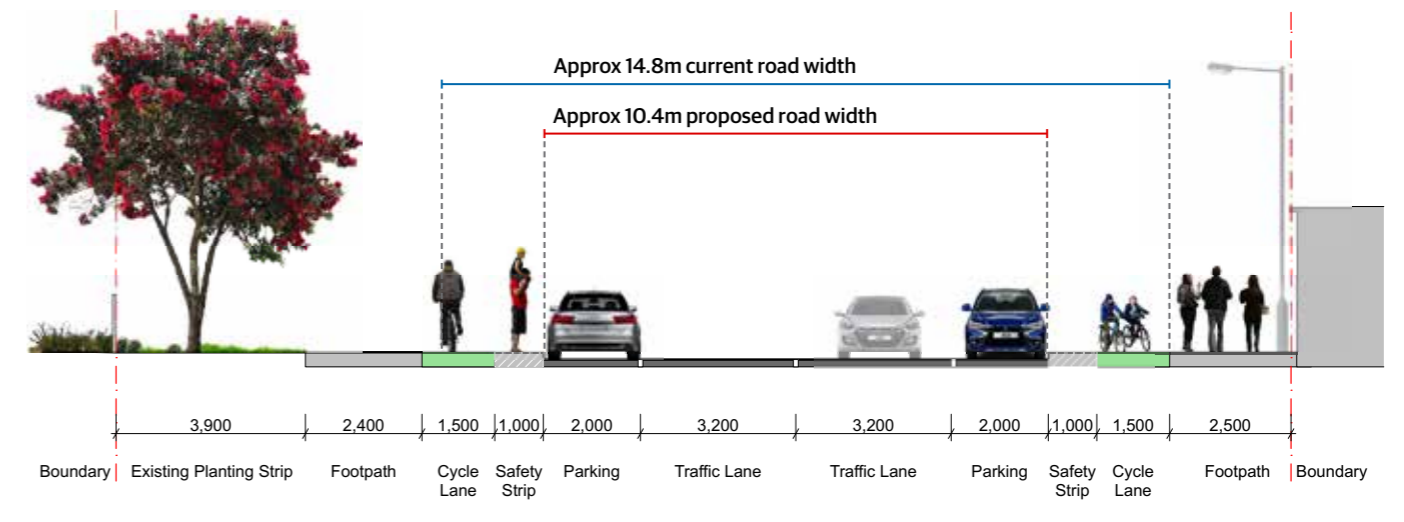 Approx 14.8m current road width
Approx 10.4m proposed road width
3,900 2,400 1,500 1,000 2,000 3,200 3,200 2,000 1,000 1,500 2,500
Boundary Existing Planting Strip Footpath Cycle Safety Parking Traffic Lane Traffic Lane Parking Safety Cycle Footpath Boundary
Lane Strip Strip Lane